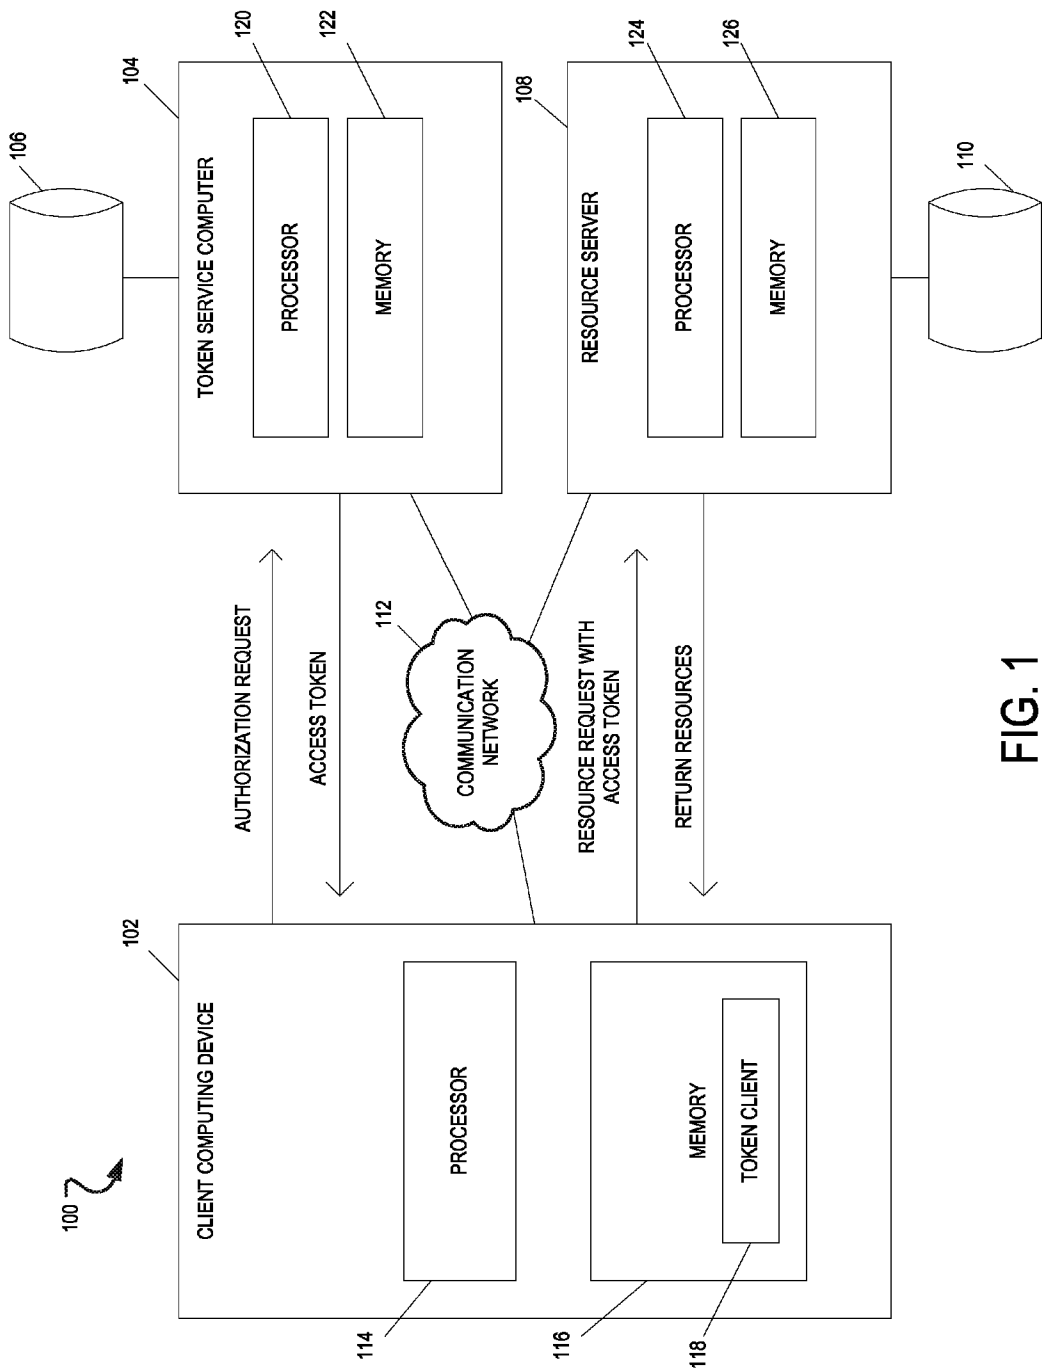 100
CLIENT COMPUTING DEVICE
102
PROCESSOR
114
MEMORY
116
TOKEN CLIENT
118
AUTHORIZATION REQUEST
ACCESS TOKEN
112
COMMUNICATION
NETWORK
RESOURCE REQUEST WITH
ACCESS TOKEN
RETURN RESOURCES
106
TOKEN SERVICE COMPUTER
104
PROCESSOR
120
MEMORY
122
RESOURCE SERVER
108
PROCESSOR
124
MEMORY
126
110
FIG. 1